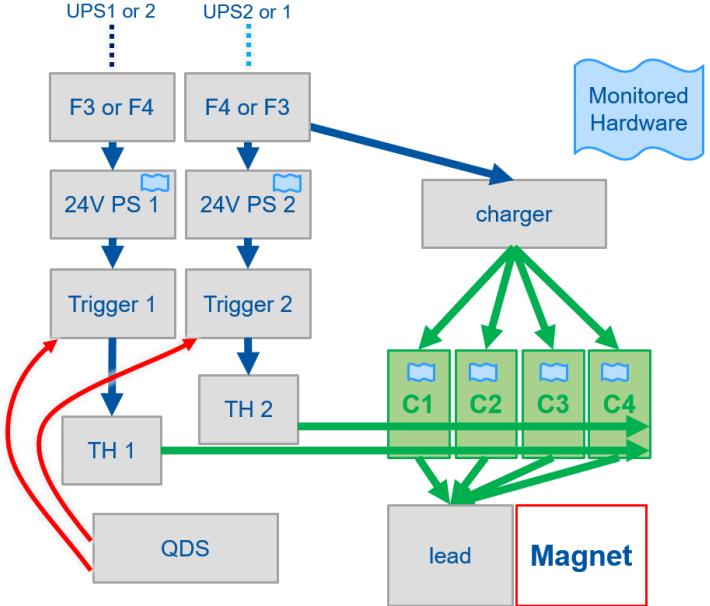 UPS1 or 2
UPS2 or 1
F3 or F4
F4 or F3
Monitored
Hardware
24V PS 1
24V PS 2
charger
Trigger 1
Trigger 2
C1
C2
C3
C4
TH 2
TH 1
QDS
lead
Magnet